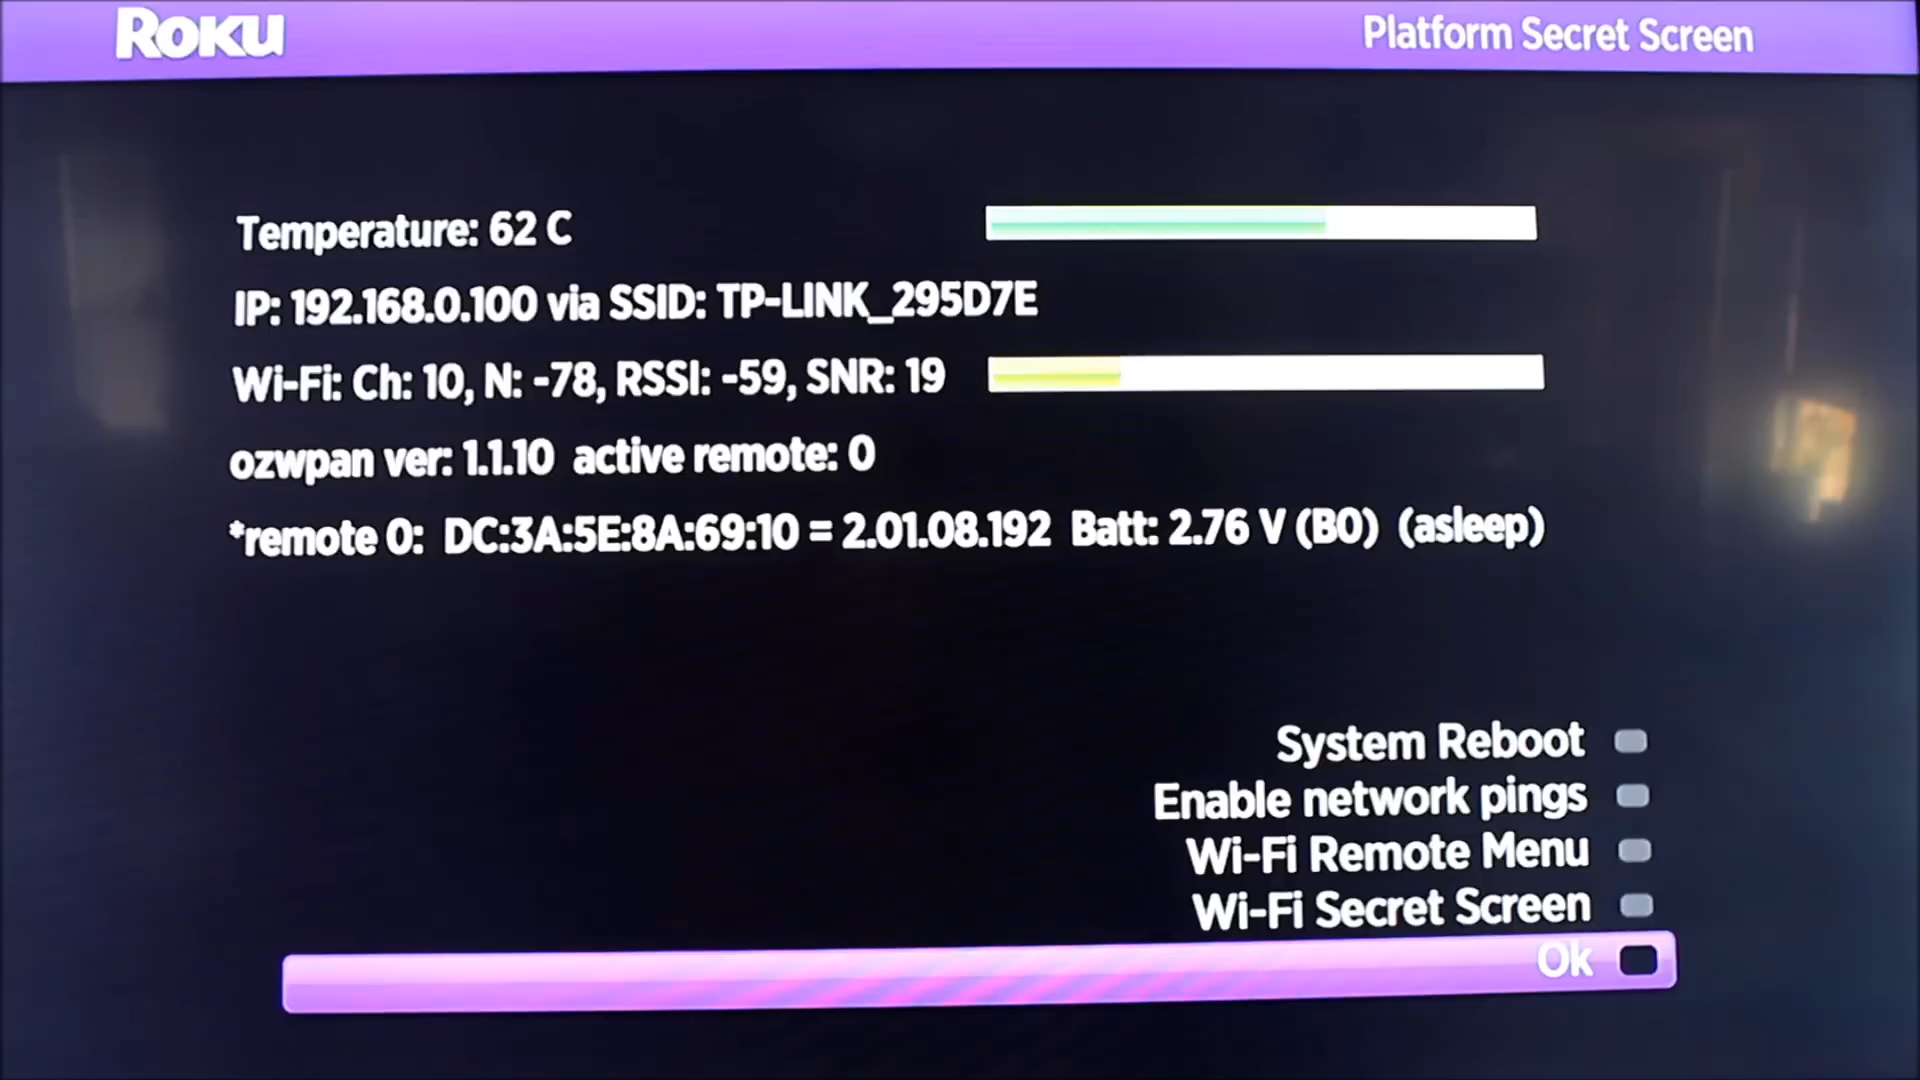 Roku
Platform Secret Screen
Temperature: 62 C
IP: 192.168.0.100 via SSID: TP-LINK_295D7E
Wi-Fi: Ch: 10, N: -78, RSSI: -59, SNR: 19
ozwpan ver: 1.1.10 active remote: 0
*remote 0: DC:3A:5E:8A:69:10 = 2.01.08.192 Batt: 2.76 V (B0) (asleep)
System Reboot
Enable network pings
Wi-Fi Remote Menu
Wi-Fi Secret Screen
Ok